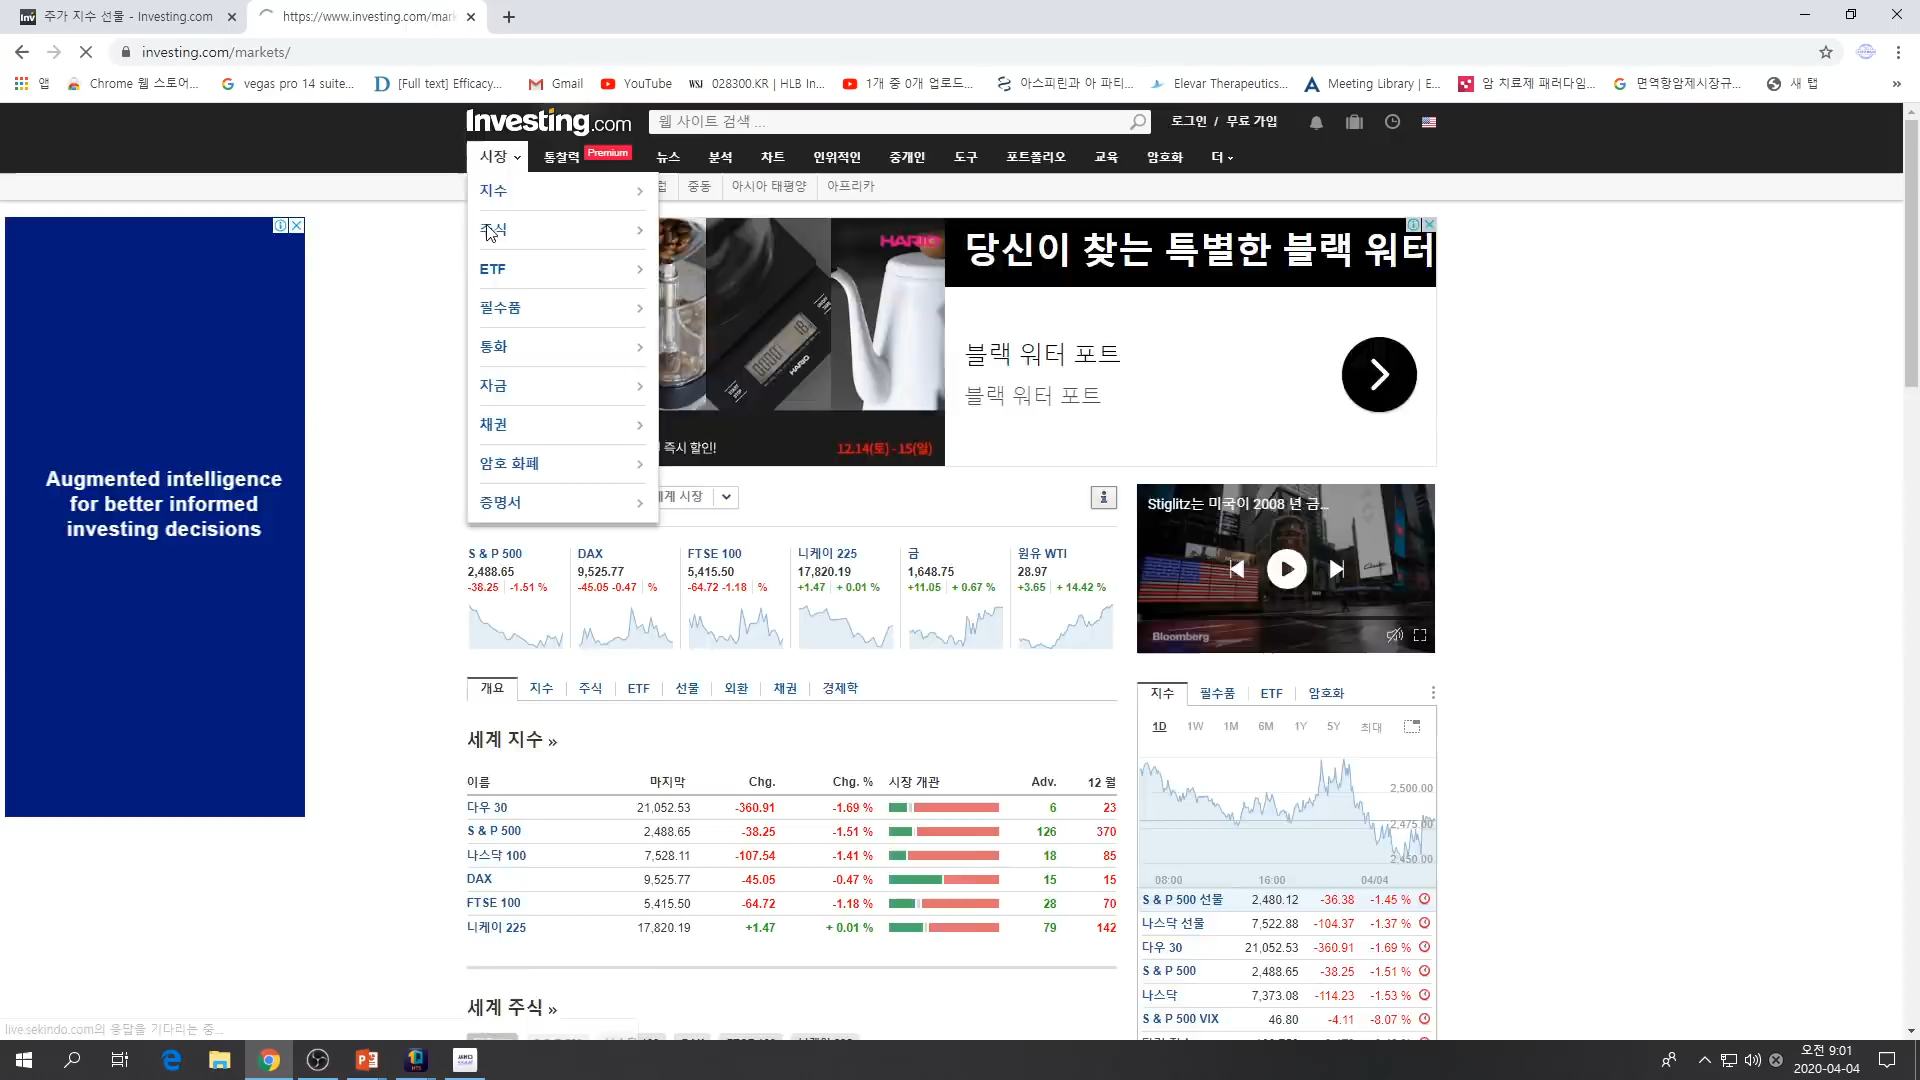 주가 지수 선물 - Investing.com
https://www.investing.com/mark
investing.com/markets/
앱
Chrome 웹 스토어...
vegas pro 14 suite...
[Full text] Efficacy...
Gmail
YouTube
WSJ 028300.KR | HLB In...
1개 중 0개 업로드...
아스피린과 아 파티...
Elevar Therapeutics...
Meeting Library | E...
암 치료제 패러다임...
면역항암제시장규...
새 탭
»
Investing.com
웹 사이트 검색 ...
로그인 / 무료 가입
시장 통찰력 Premium 뉴스 분석 차트 인위적인 중개인 도구 포트폴리오 교육 암호화 더
럽 중동 아시아 태평양 아프리카
지수
주식
ETF
필수품
통화
자금
채권
암호 화폐
증명서
Augmented intelligence
for better informed
investing decisions
HARIO
HARIO
당신이 찾는 특별한 블랙 워터
블랙 워터 포트
블랙 워터 포트
즉시 할인!
12.14(토) - 15(일)
시장
Stiglitz는 미국이 2008 년 금...
Bloomberg
S & P 500
2,488.65
-38.25 -1.51 %
DAX
9,525.77
-45.05 -0.47 %
FTSE 100
5,415.50
-64.72 -1.18 %
니케이 225
17,820.19
+1.47 + 0.01 %
금
1,648.75
+11.05 + 0.67 %
원유 WTI
28.97
+3.65 + 14.42 %
개요 지수 주식 ETF 선물 외환 채권 경제학
세계 지수 »
이름 마지막 Chg. Chg. % 시장 개관 Adv. 12 월
다우 30 21,052.53 -360.91 -1.69 % 6 23
S & P 500 2,488.65 -38.25 -1.51 % 126 370
나스닥 100 7,528.11 -107.54 -1.41 % 18 85
DAX 9,525.77 -45.05 -0.47 % 15 15
FTSE 100 5,415.50 -64.72 -1.18 % 28 70
니케이 225 17,820.19 +1.47 + 0.01 % 79 142
세계 주식 »
지수 필수품 ETF 암호화
1D 1W 1M 6M 1Y 5Y 최대
2,500.00
2,475.00
2,450.00
08:00 16:00 04/04
S & P 500 선물 2,480.12 -36.38 -1.45 %
나스닥 선물 7,522.88 -104.37 -1.37 %
다우 30 21,052.53 -360.91 -1.69 %
S & P 500 2,488.65 -38.25 -1.51 %
나스닥 7,373.08 -114.23 -1.53 %
S & P 500 VIX 46.80 -4.11 -8.07 %
live.sekindo.com의 응답을 기다리는 중...
오전 9:01
2020-04-04